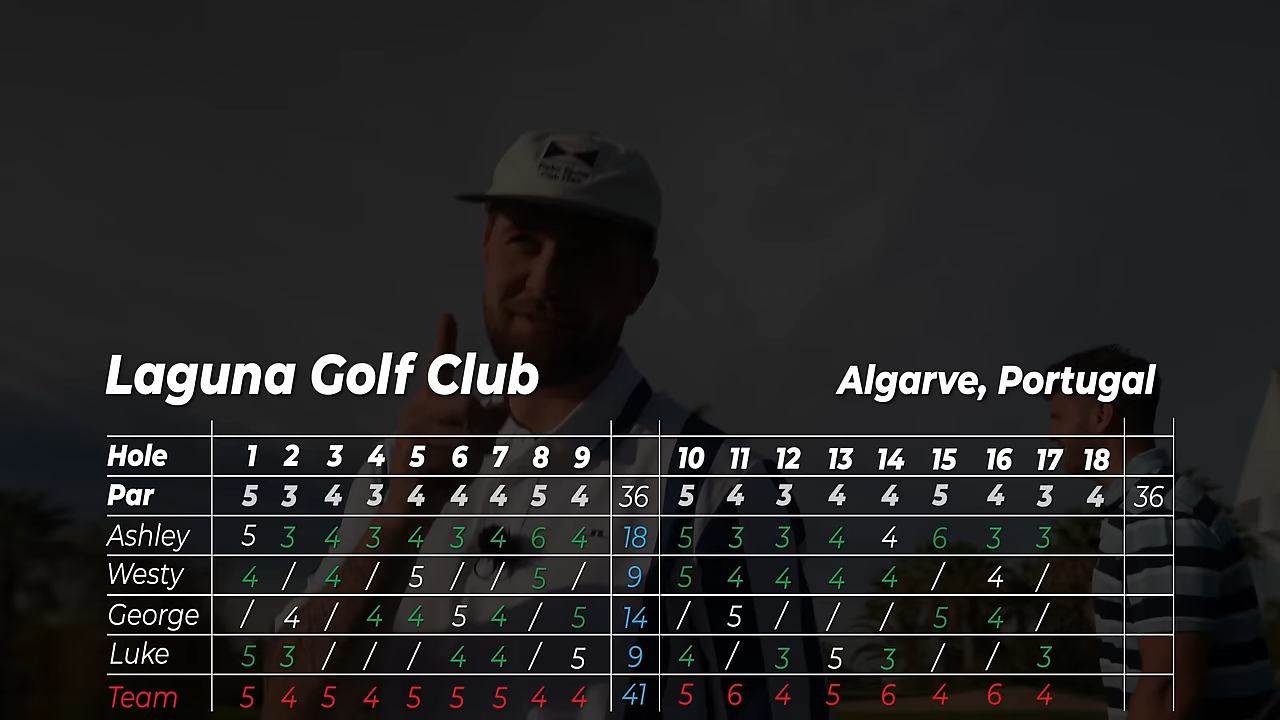 Laguna Golf Club Algarve, Portugal
Hole 1 2 3 4 5 6 7 8 9 10 11 12 13 14 15 16 17 18
Par 5 3 4 3 4 4 4 5 4 36 5 4 3 4 4 5 4 3 4 36
Ashley 5 3 4 3 4 3 4 6 4 18 5 3 3 4 4 6 3 3
Westy 4 / 4 / 5 / / 5 / 9 5 4 4 4 4 / 4 /
George / 4 / 4 4 5 4 / 5 14 / 5 / / / 5 4 /
Luke 5 3 / / / 4 4 / 5 9 4 / 3 5 3 / / 3
Team 5 4 5 4 5 5 5 4 4 41 5 6 4 5 6 4 6 4